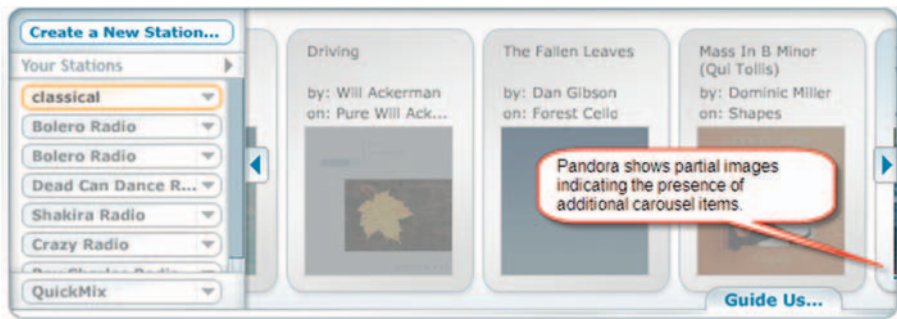 Create a New Station...
Your Stations
classical
Bolero Radio
Bolero Radio
Dead Can Dance R...
Shakira Radio
Crazy Radio
QuickMix
Driving
by: Will Ackerman
on: Pure Will Ack...
The Fallen Leaves
by: Dan Gibson
on: Forest Cello
Mass In B Minor
(Qui Tollis)
by: Dominic Miller
on: Shapes
Pandora shows partial images
indicating the presence of
additional carousel items.
Guide Us...